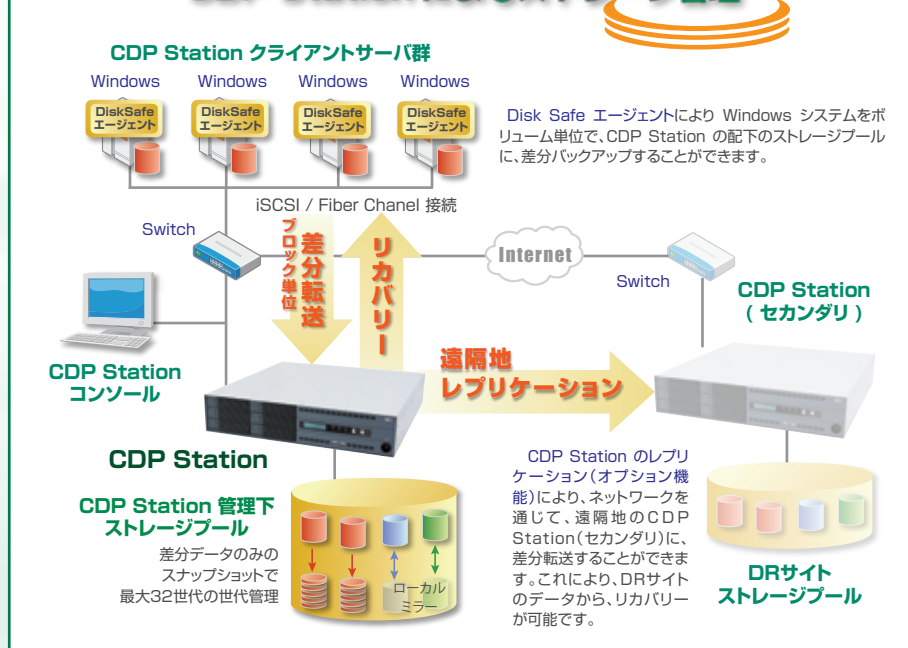 CDP Station によるストレージ管理
CDP Station クライアントサーバ群
Windows Windows Windows Windows
DiskSafe エージェント
DiskSafe エージェント
DiskSafe エージェント
DiskSafe エージェント
Disk Safe エージェントにより Windows システムをボ
リューム単位で、CDP Station の配下のストレージプール
に、差分バックアップすることができます。
iSCSI / Fiber Chanel 接続
Switch
ブロック単位
差分転送
リカバリー
Internet
Switch
CDP Station
( セカンダリ )
CDP Station
コンソール
遠隔地
レプリケーション
CDP Station
CDP Station 管理下
ストレージプール
差分データのみの
スナップショットで
最大32世代の世代管理
ローカル
ミラー
CDP Station のレプリ
ケーション(オプション機
能)により、ネットワークを
通じて、遠隔地のCDP
Station(セカンダリ)に、
差分転送することができま
す。これにより、DRサイト
のデータから、リカバリー
が可能です。
DRサイト
ストレージプール